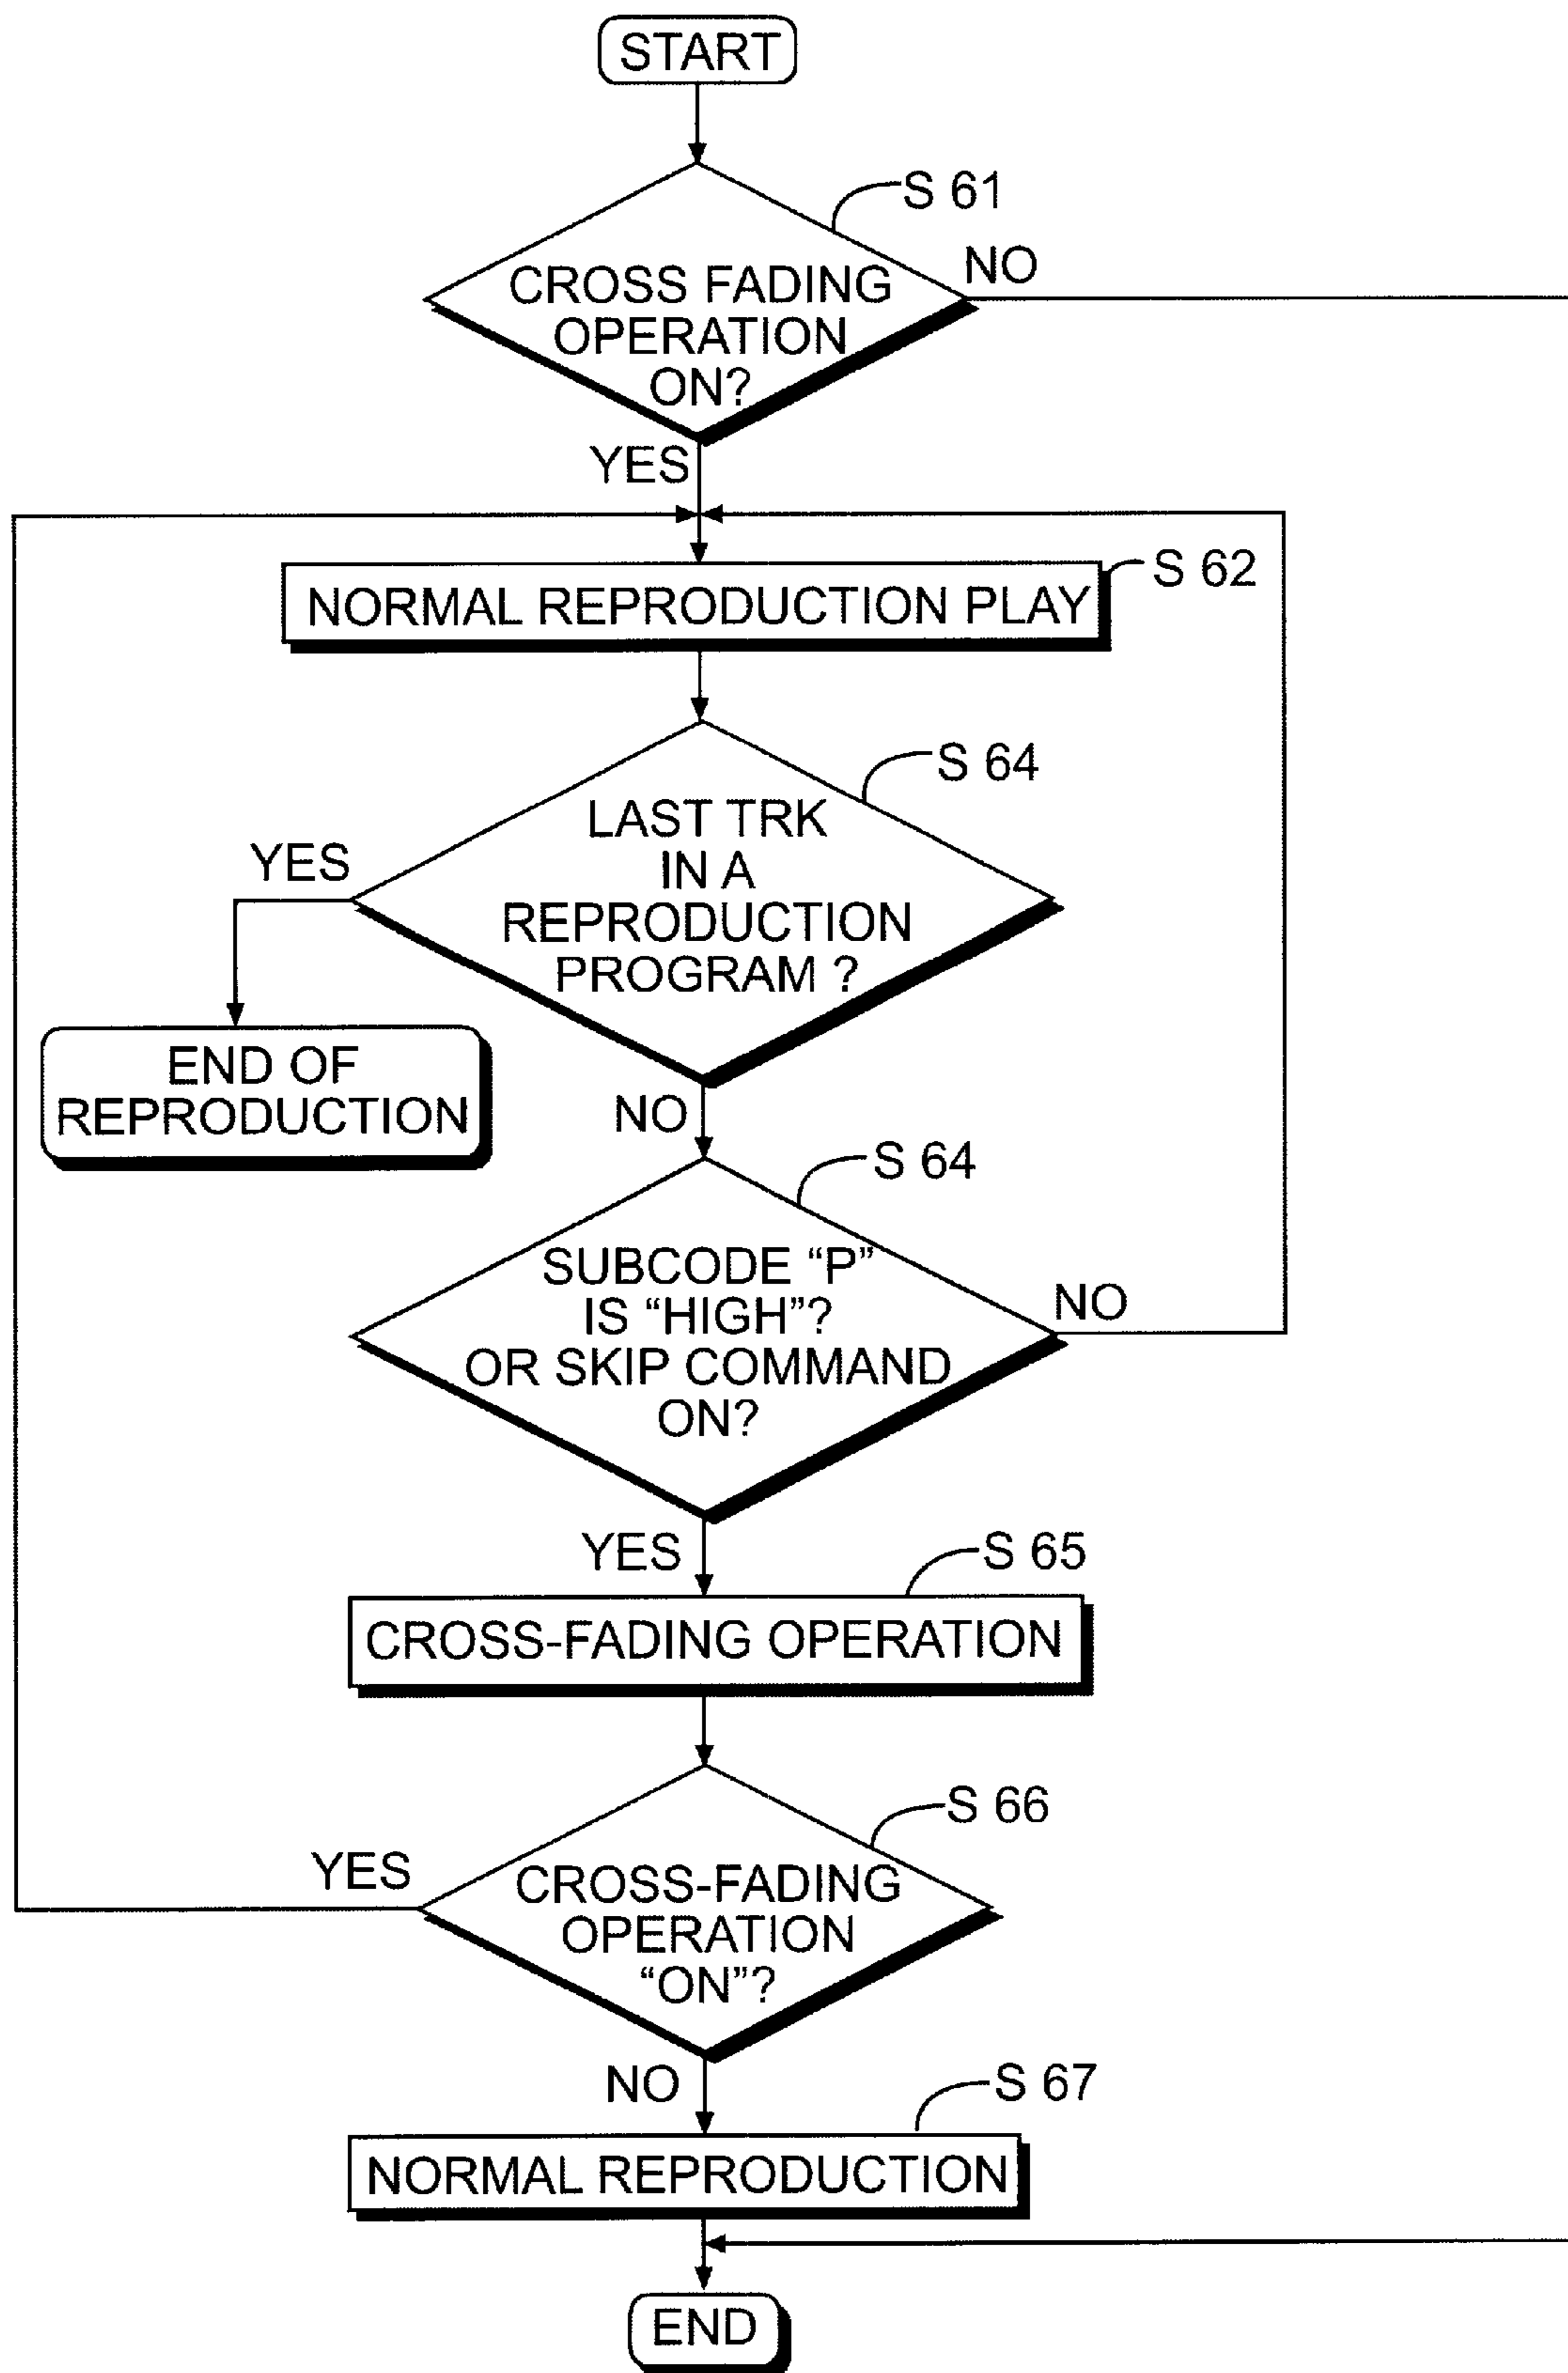 START
S 61
CROSS FADING
OPERATION
ON?
NO
YES
S 62
NORMAL REPRODUCTION PLAY
S 64
LAST TRK
IN A
REPRODUCTION
PROGRAM ?
YES
END OF
REPRODUCTION
NO
S 64
SUBCODE “P”
IS “HIGH”?
OR SKIP COMMAND
ON?
NO
YES
S 65
CROSS-FADING OPERATION
S 66
CROSS-FADING
OPERATION
“ON”?
YES
NO
S 67
NORMAL REPRODUCTION
END